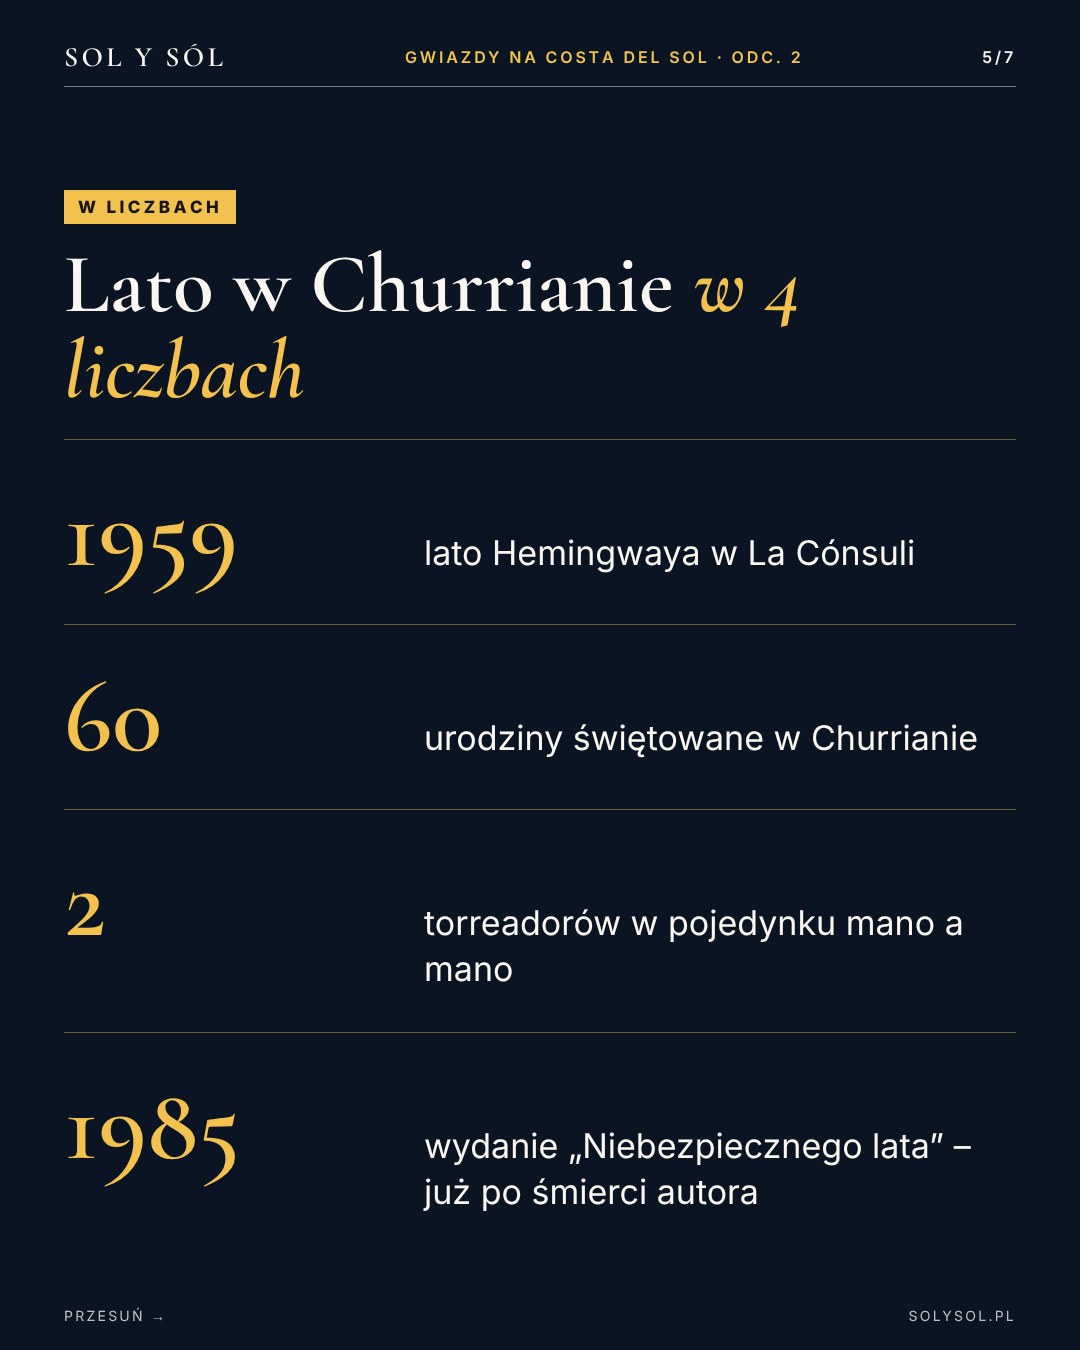 SOL Y SÓL
GWIAZDY NA COSTA DEL SOL · ODC. 2
5/7
W LICZBACH
Lato w Churrianie w 4
liczbach
1959
lato Hemingwaya w La Cónsuli
60
urodziny świętowane w Churrianie
2
torreadorów w pojedynku mano a
mano
1985
wydanie „Niebezpiecznego lata” –
już po śmierci autora
PRZESUŃ →
SOLYSOL.PL